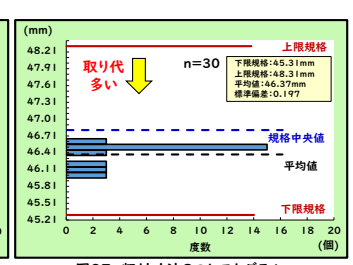 (mm)
48.21
47.91
47.61
47.31
47.01
46.71
46.41
46.11
45.81
45.51
45.21
上限規格
取り代
多い
n=30
下限規格:45.31mm
上限規格:48.31mm
平均値:46.37mm
標準偏差:0.197
規格中央値
平均値
下限規格
0 2 4 6 8 10 12 14 16 18 20
度数
(個)